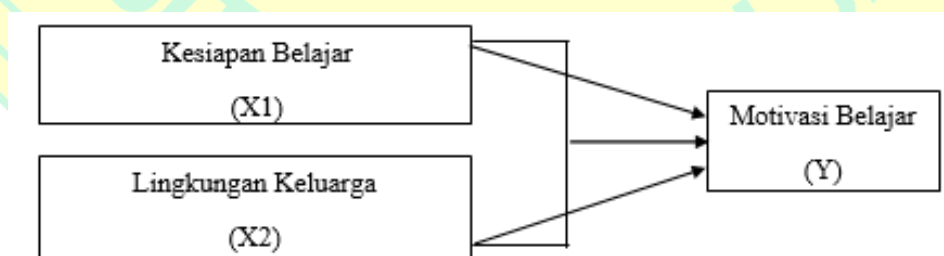 Kesiapan Belajar
(X1)
Lingkungan Keluarga
(X2)
Motivasi Belajar
(Y)